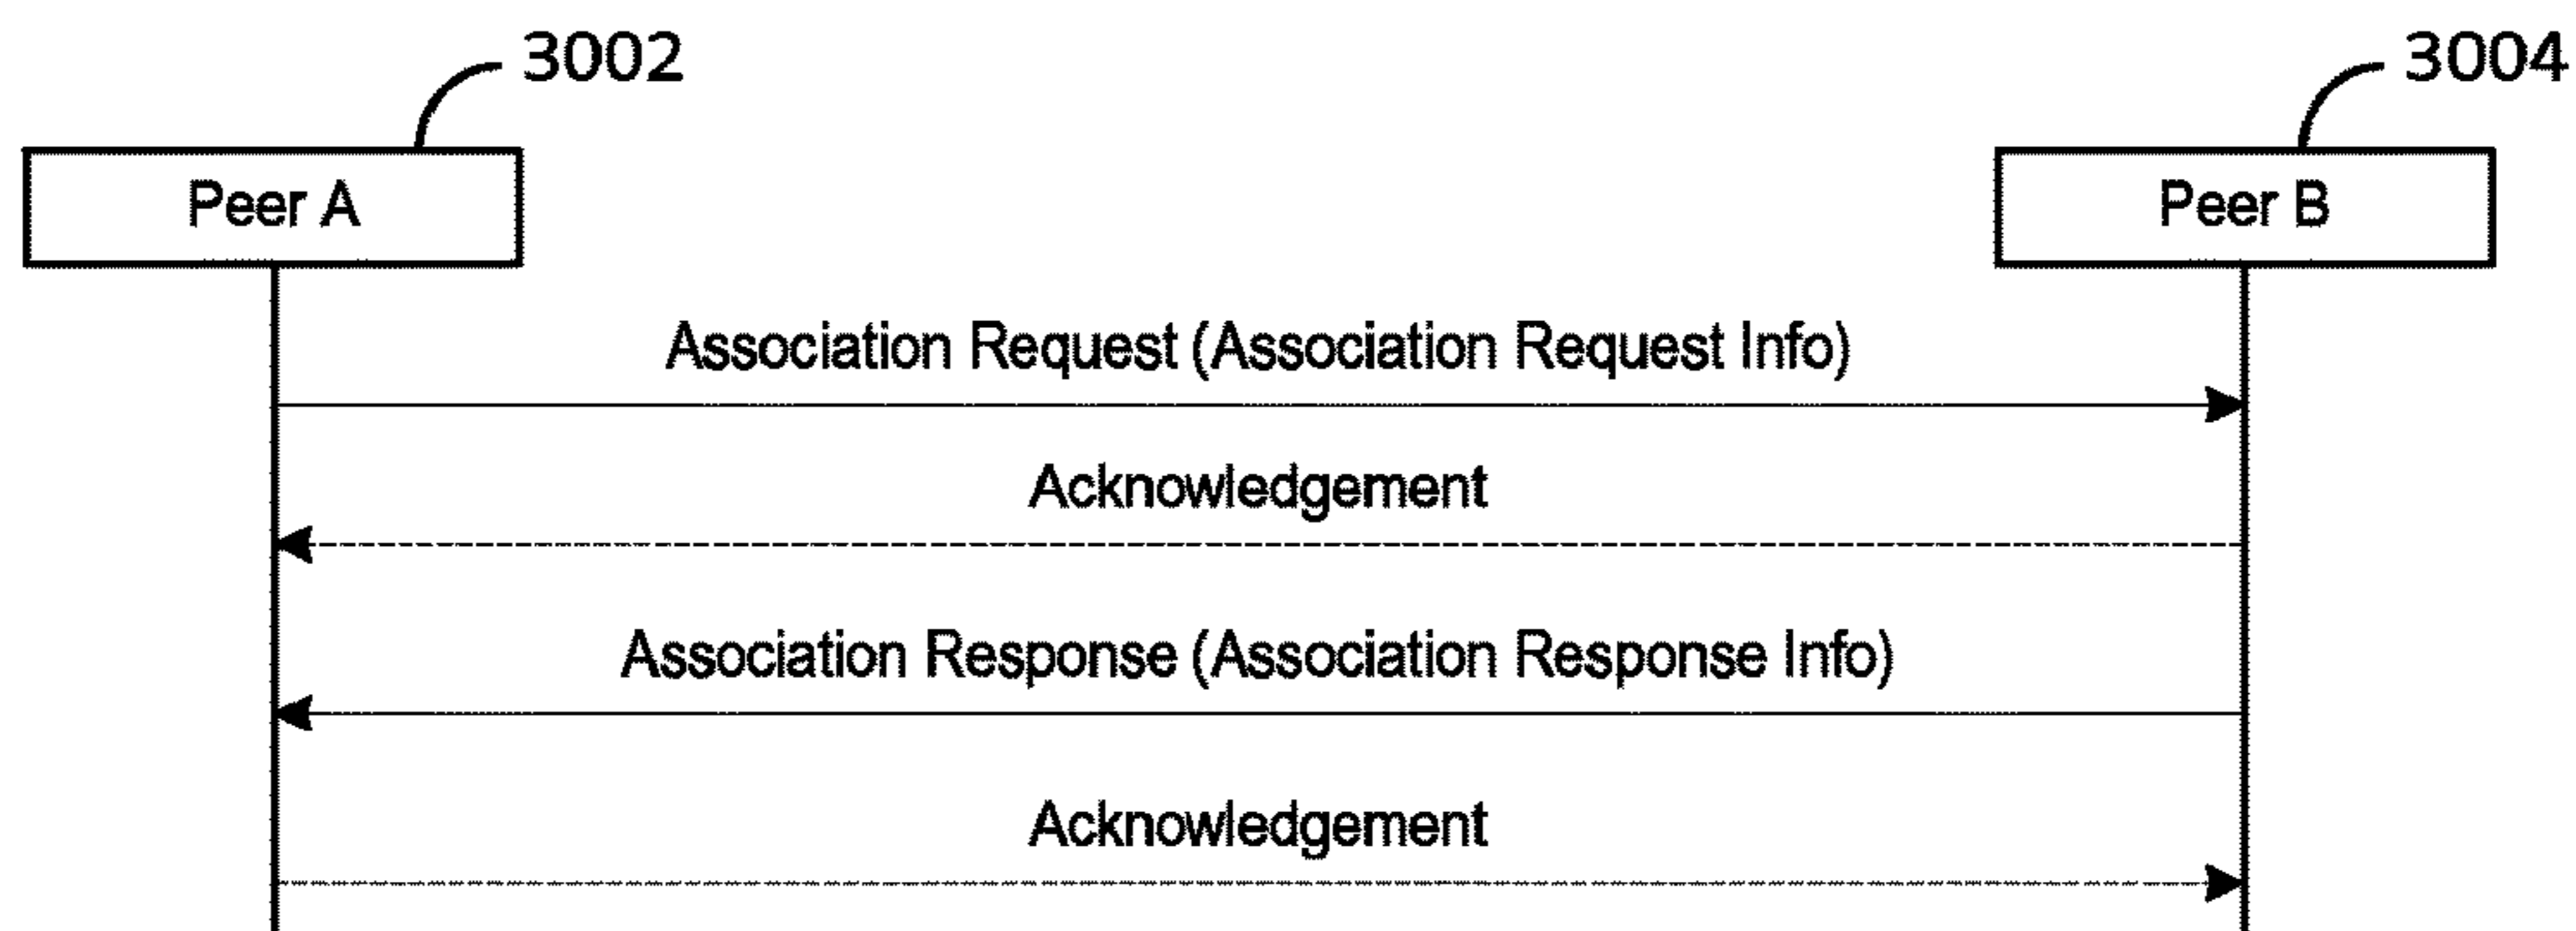 3002
3004
Peer A
Peer B
Association Request (Association Request Info)
Acknowledgement
Association Response (Association Response Info)
Acknowledgement